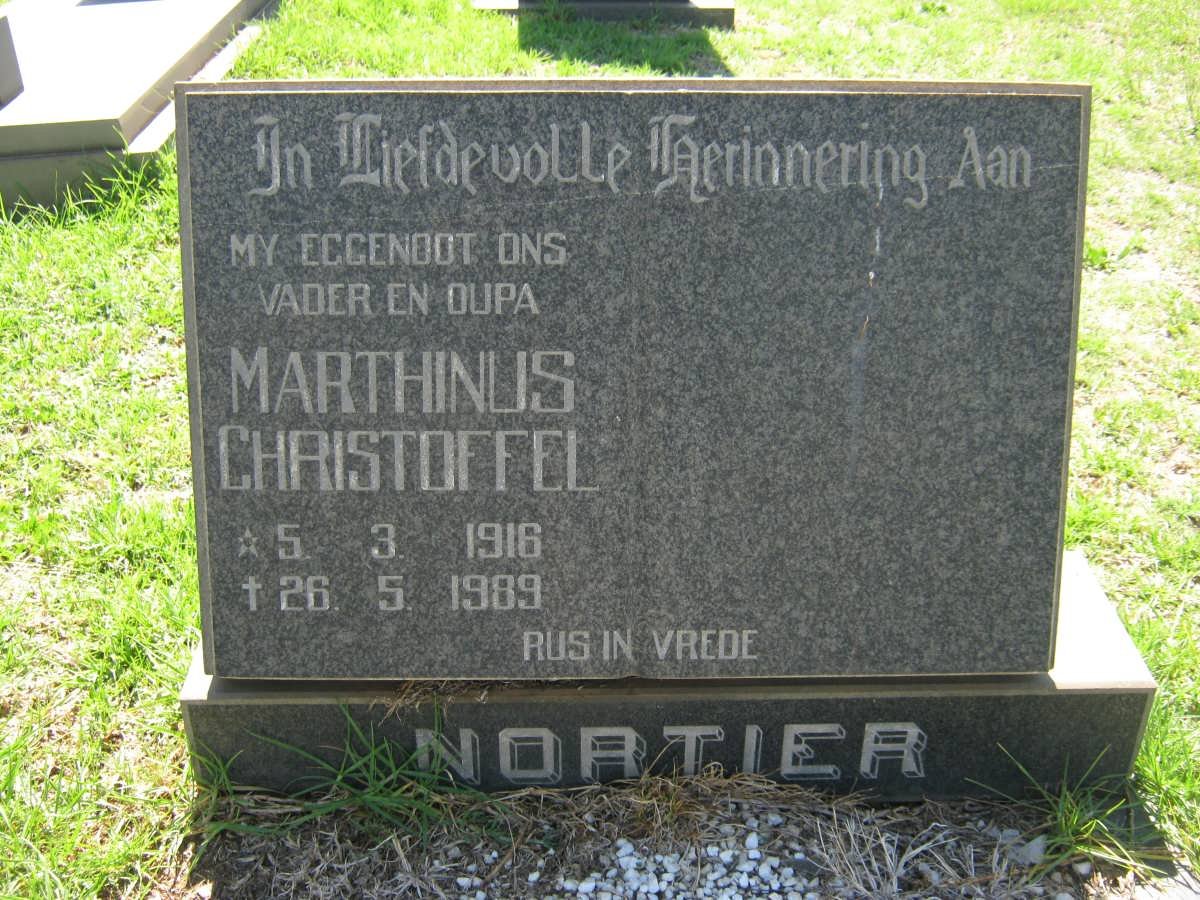 In Liefdevolle Herinnering Aan
MY EGGENOOT ONS
VADER EN OUPA
MARTHINUS
CHRISTOFFEL
☆ 5. 3. 1916
✝ 26. 5. 1989
RUS IN VREDE
NORTIER